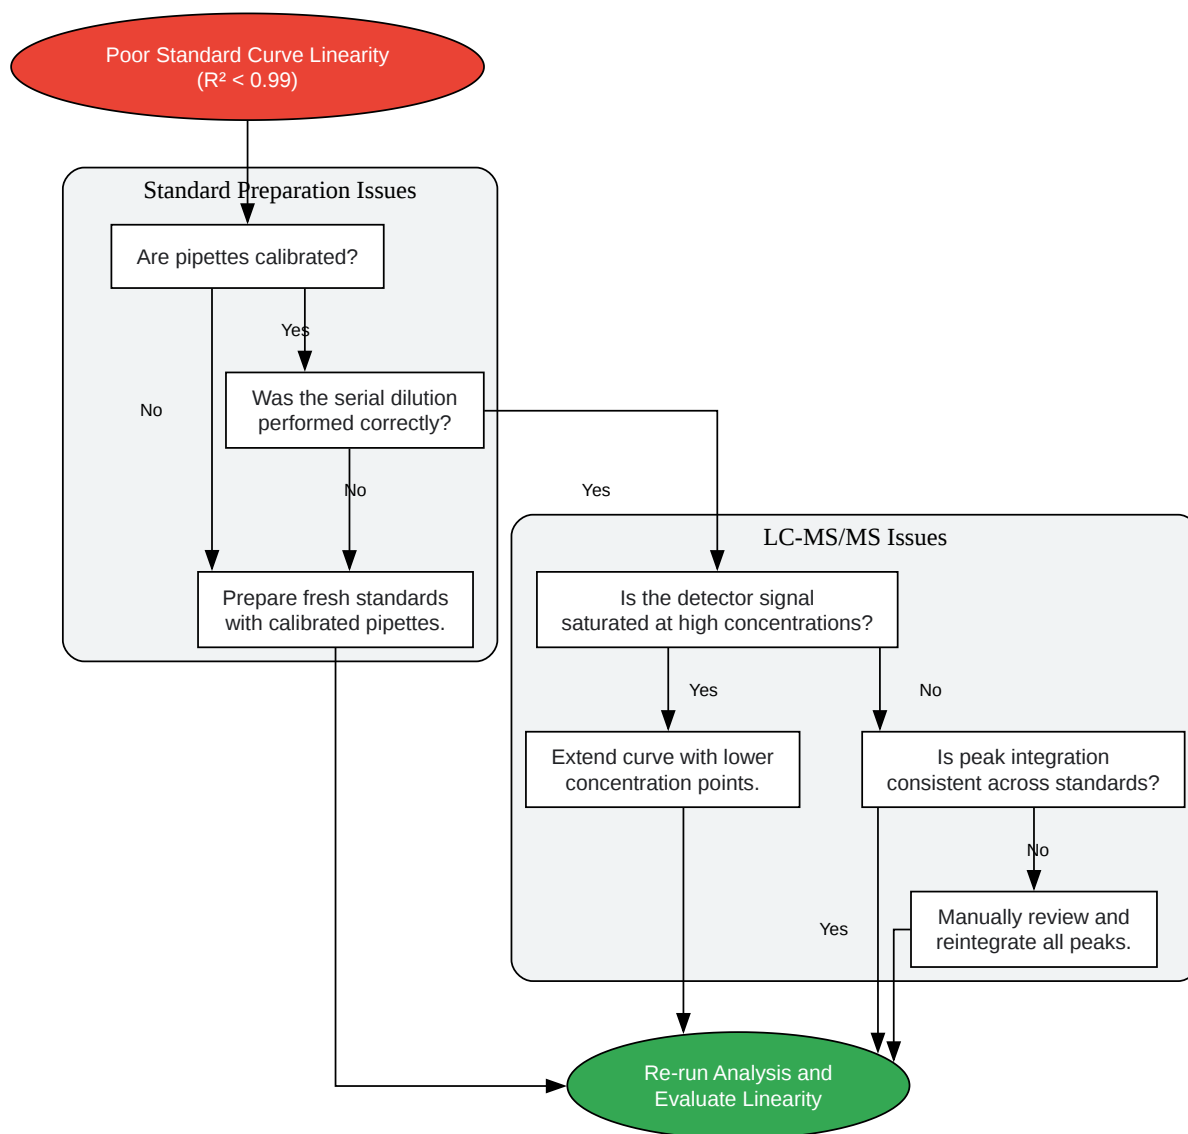 Poor Standard Curve Linearity
(R² < 0.99)
Standard Preparation Issues
Are pipettes calibrated?
Yes
No
Was the serial dilution
performed correctly?
No
Yes
Prepare fresh standards
with calibrated pipettes.
LC-MS/MS Issues
Is the detector signal
saturated at high concentrations?
Yes
No
Extend curve with lower
concentration points.
Is peak integration
consistent across standards?
No
Yes
Manually review and
reintegrate all peaks.
Re-run Analysis and
Evaluate Linearity